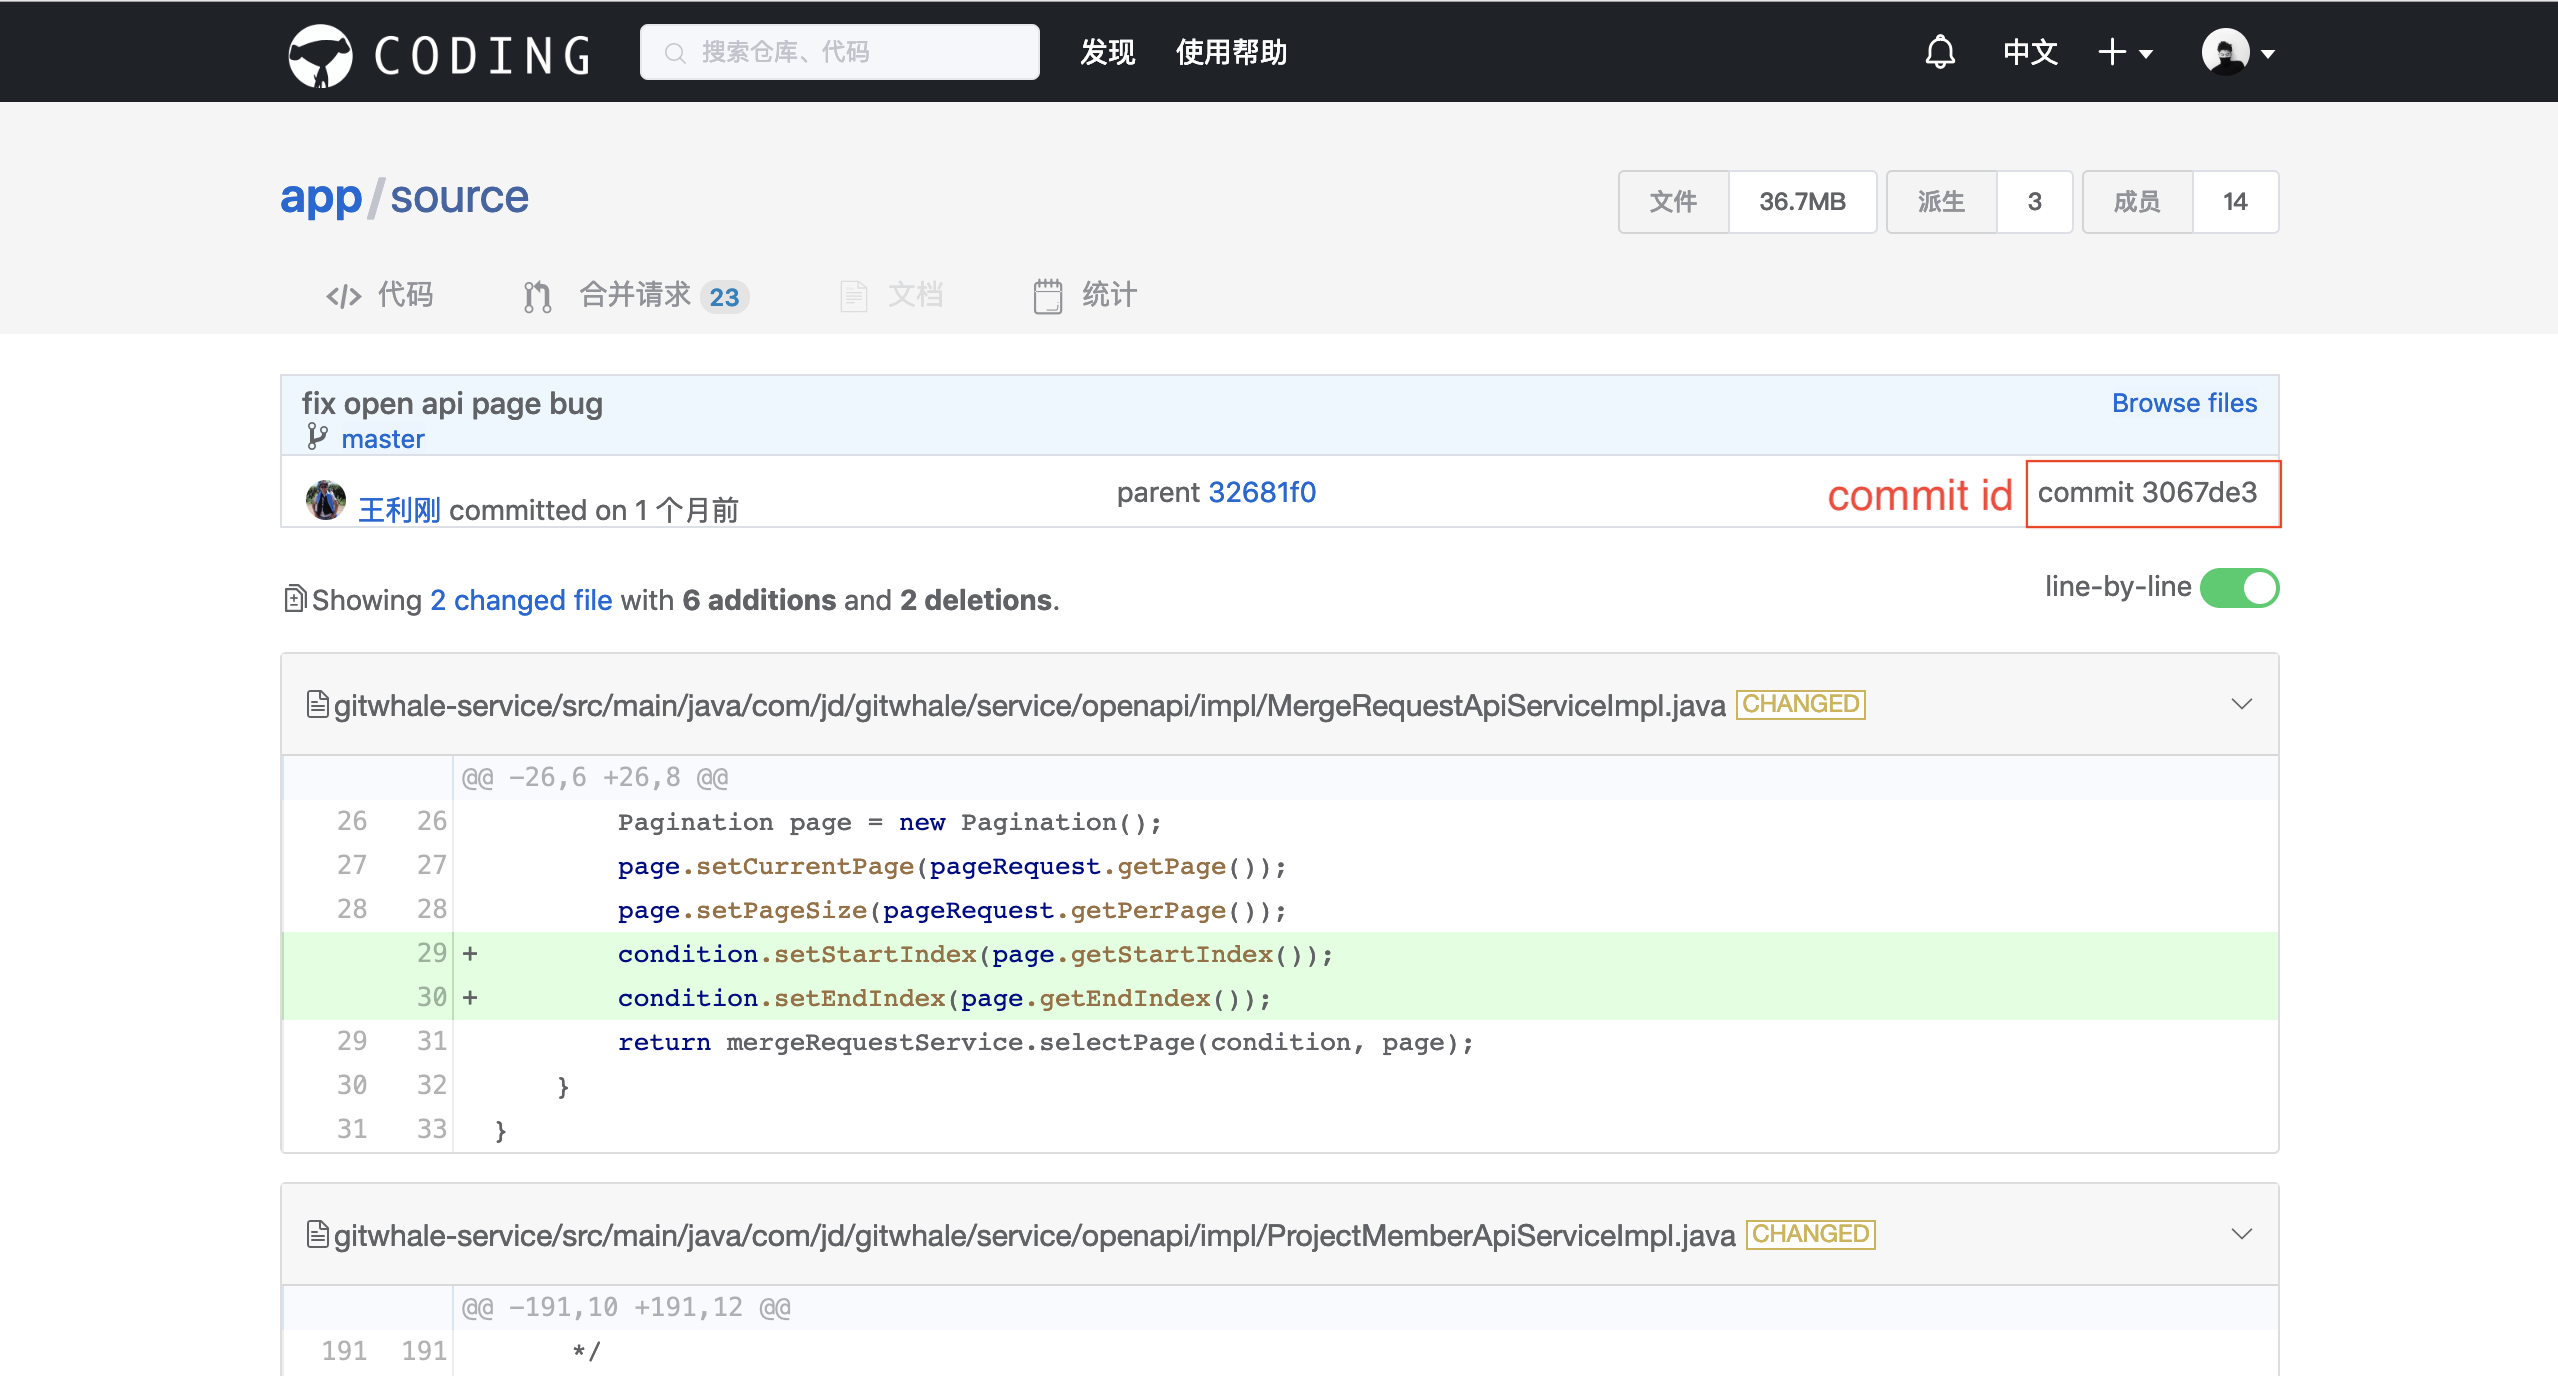 CODING 搜索仓库、代码 发现 使用帮助 中文
app/source 文件 36.7MB 派生 3 成员 14
代码 合并请求 23 文档 统计
fix open api page bug Browse files
master
王利刚 committed on 1 个月前 parent 32681f0 commit id commit 3067de3
Showing 2 changed file with 6 additions and 2 deletions. line-by-line
gitwhale-service/src/main/java/com/jd/gitwhale/service/openapi/impl/MergeRequestApiServiceImpl.java CHANGED
@@ -26,6 +26,8 @@
26 26 Pagination page = new Pagination();
27 27 page.setCurrentPage(pageRequest.getPage());
28 28 page.setPageSize(pageRequest.getPerPage());
29 + condition.setStartIndex(page.getStartIndex());
30 + condition.setEndIndex(page.getEndIndex());
29 31 return mergeRequestService.selectPage(condition, page);
30 32 }
31 33 }
gitwhale-service/src/main/java/com/jd/gitwhale/service/openapi/impl/ProjectMemberApiServiceImpl.java CHANGED
@@ -191,10 +191,12 @@
191 191 */